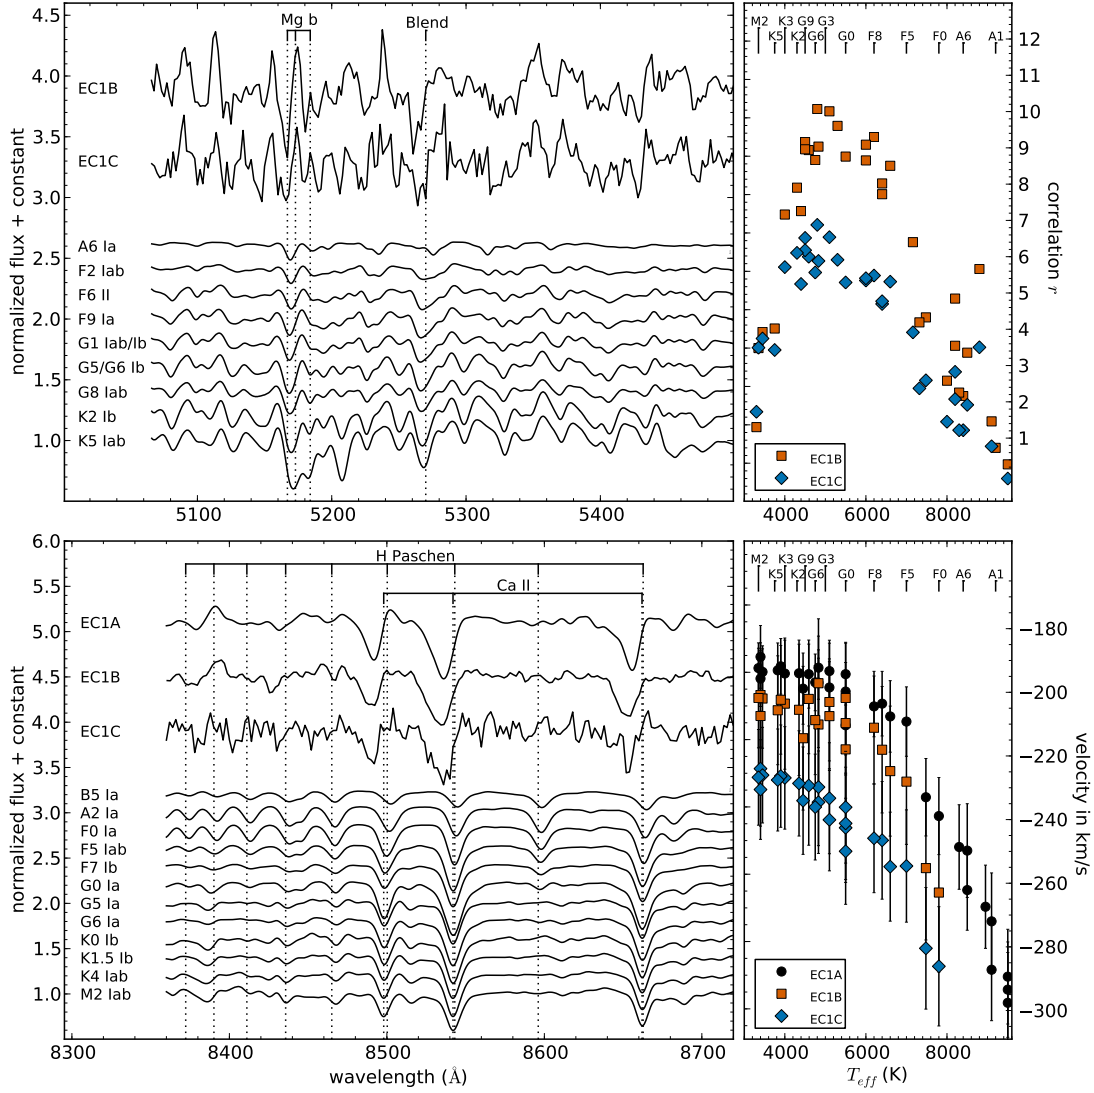 normalized flux + constant
4.5
4.0
3.5
3.0
2.5
2.0
1.5
1.0
Mg b
Blend
EC1B
EC1C
A6 Ia
F2 Iab
F6 II
F9 Ia
G1 Iab/Ib
G5/G6 Ib
G8 Iab
K2 Ib
K5 Iab
5100 5200 5300 5400
M2 K3 G9 G3
K5 K2 G6 G0 F8 F5 F0 A6 A1
12
11
10
9
8
7
6
5
4
3
2
1
correlation r
EC1B
EC1C
4000 6000 8000
normalized flux + constant
6.0
5.5
5.0
4.5
4.0
3.5
3.0
2.5
2.0
1.5
1.0
H Paschen
Ca II
EC1A
EC1B
EC1C
B5 Ia
A2 Ia
F0 Ia
F5 Iab
F7 Ib
G0 Ia
G5 Ia
G6 Ia
K0 Ib
K1.5 Ib
K4 Iab
M2 Iab
8300 8400 8500 8600 8700
wavelength (Å)
M2 K3 G9 G3
K5 K2 G6 G0 F8 F5 F0 A6 A1
−180
−200
−220
−240
−260
−280
−300
velocity in km/s
EC1A
EC1B
EC1C
4000 6000 8000
T_eff (K)